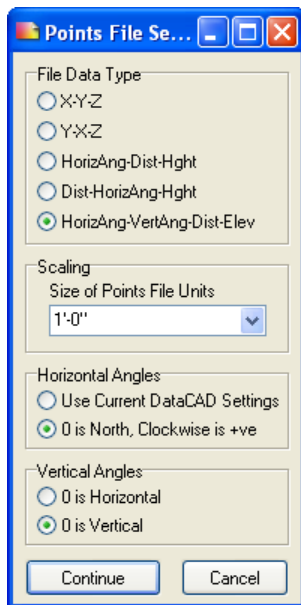 Points File Se...
File Data Type
X-Y-Z
Y-X-Z
HorizAng-Dist-Hght
Dist-HorizAng-Hght
HorizAng-VertAng-Dist-Elev
Scaling
Size of Points File Units
1'-0"
Horizontal Angles
Use Current DataCAD Settings
0 is North, Clockwise is +ve
Vertical Angles
0 is Horizontal
0 is Vertical
Continue Cancel